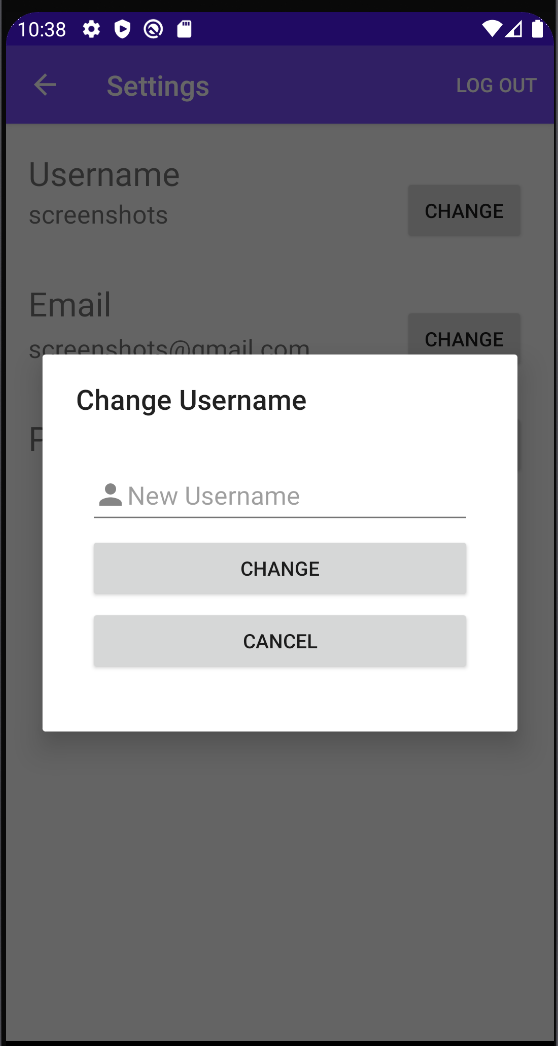 10:38
Settings
LOG OUT
Username
screenshots
CHANGE
Email
screenshots@gmail.com
CHANGE
Change Username
New Username
CHANGE
CANCEL